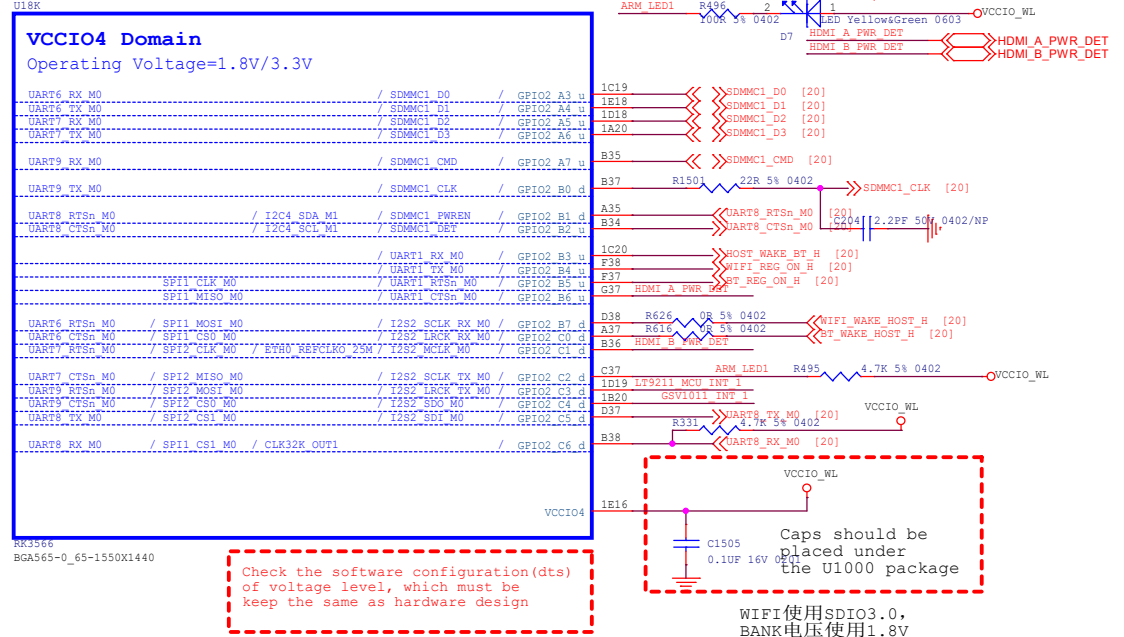 U18K
VCCIO4 Domain
Operating Voltage=1.8V/3.3V
UART6_RX_M0 / SDMMC1_D0 / GPIO2_A3_u 1C19 SDMMC1_D0 [20]
UART6_TX_M0 / SDMMC1_D1 / GPIO2_A4_u 1E18 SDMMC1_D1 [20]
UART7_RX_M0 / SDMMC1_D2 / GPIO2_A5_u 1D18 SDMMC1_D2 [20]
UART7_TX_M0 / SDMMC1_D3 / GPIO2_A6_u 1A20 SDMMC1_D3 [20]
UART9_RX_M0 / SDMMC1_CMD / GPIO2_A7_u B35 SDMMC1_CMD [20]
UART9_TX_M0 / SDMMC1_CLK / GPIO2_B0_d B37 R1501 22R 5% 0402 SDMMC1_CLK [20]
UART8_RTSn_M0 / I2C4_SDA_M1 / SDMMC1_PWREN / GPIO2_B1_d A35 UART8_RTSn_M0 [20]
UART8_CTSn_M0 / I2C4_SCL_M1 / SDMMC1_DET / GPIO2_B2_u B34 UART8_CTSn_M0 [20]
C204 2.2PF 50V 0402/NP
/ UART1_RX_M0 / GPIO2_B3_u 1C20 HOST_WAKE_BT_H [20]
/ UART1_TX_M0 / GPIO2_B4_u F38 WIFI_REG_ON_H [20]
SPI1_CLK_M0 / UART1_RTSn_M0 / GPIO2_B5_u F37 BT_REG_ON_H [20]
SPI1_MISO_M0 / UART1_CTSn_M0 / GPIO2_B6_u G37 HDMI_A_PWR_DET
UART6_RTSn_M0 / SPI1_MOSI_M0 / I2S2_SCLK_RX_M0 / GPIO2_B7_d D38 R626 0R 5% 0402 WIFI_WAKE_HOST_H [20]
UART6_CTSn_M0 / SPI1_CS0_M0 / I2S2_LRCK_RX_M0 / GPIO2_C0_d A37 R616 0R 5% 0402 BT_WAKE_HOST_H [20]
UART7_RTSn_M0 / SPI2_CLK_M0 / ETH0_REFCLKO_25M / I2S2_MCLK_M0 / GPIO2_C1_d B36 HDMI_B_PWR_DET
UART7_CTSn_M0 / SPI2_MISO_M0 / I2S2_SCLK_TX_M0 / GPIO2_C2_d C37 ARM_LED1 R495 4.7K 5% 0402 VCCIO_WL
UART9_RTSn_M0 / SPI2_MOSI_M0 / I2S2_LRCK_TX_M0 / GPIO2_C3_d 1D19 LT9211_MCU_INT_1
UART9_CTSn_M0 / SPI2_CS0_M0 / I2S2_SDO_M0 / GPIO2_C4_d 1B20 GSV1011_INT_1
UART8_TX_M0 / SPI2_CS1_M0 / I2S2_SDI_M0 / GPIO2_C5_d D37 UART8_TX_M0 [20]
R331 4.7K 5% 0402 VCCIO_WL
UART8_RX_M0 / SPI1_CS1_M0 / CLK32K_OUT1 / GPIO2_C6_d B38 UART8_RX_M0 [20]
VCCIO4 1E16
RK3566
BGA565-0_65-1550X1440
ARM_LED1 R496 2 1 VCCIO_WL
100R 5% 0402 LED Yellow&Green 0603
D7
HDMI_A_PWR_DET HDMI_A_PWR_DET
HDMI_B_PWR_DET HDMI_B_PWR_DET
VCCIO_WL
C1505
0.1UF 16V 0201
Caps should be
placed under
the U1000 package
Check the software configuration(dts)
of voltage level, which must be
keep the same as hardware design
WIFI使用SDIO3.0,
BANK电压使用1.8V